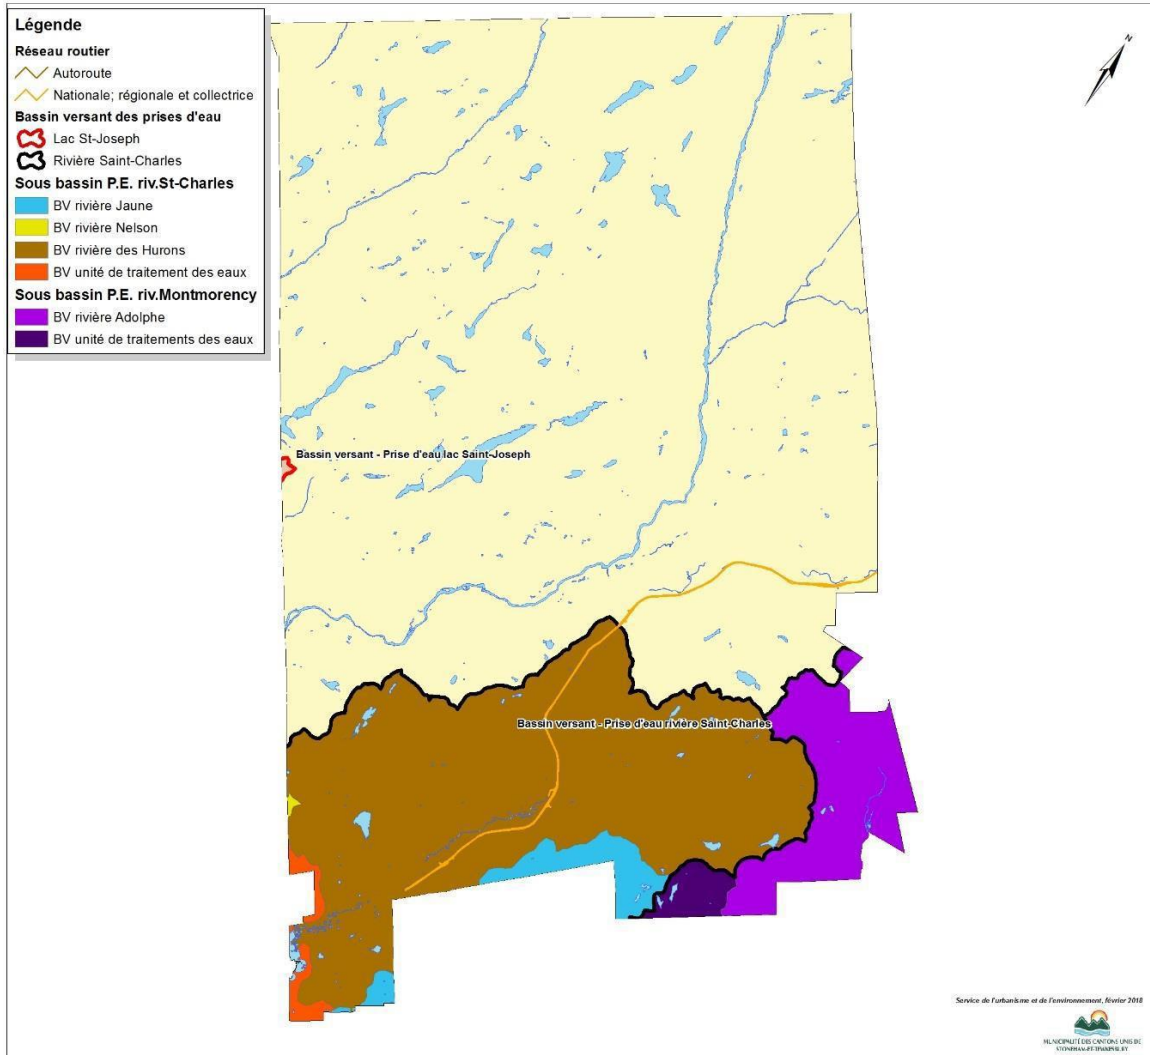 Légende
Réseau routier
Autoroute
Nationale; régionale et collectrice
Bassin versant des prises d'eau
Lac St-Joseph
Rivière Saint-Charles
Sous bassin P.E. riv.St-Charles
BV rivière Jaune
BV rivière Nelson
BV rivière des Hurons
BV unité de traitement des eaux
Sous bassin P.E. riv.Montmorency
BV rivière Adolphe
BV unité de traitements des eaux
N
Bassin versant - Prise d'eau lac Saint-Joseph
Bassin versant - Prise d'eau rivière Saint-Charles
Service de l'urbanisme et de l'environnement, février 2018
MUNICIPALITÉ DES CANTONS UNIS DE
STONEHAM-ET-TEWKESBURY